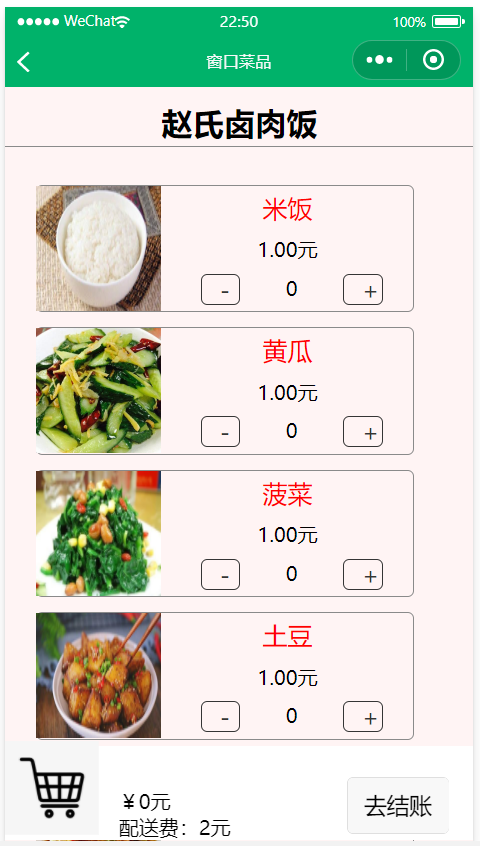 WeChat 22:50 100%
窗口菜品
赵氏卤肉饭
米饭
1.00元
- 0 +
黄瓜
1.00元
- 0 +
菠菜
1.00元
- 0 +
土豆
1.00元
- 0 +
￥0元
配送费：2元
去结账